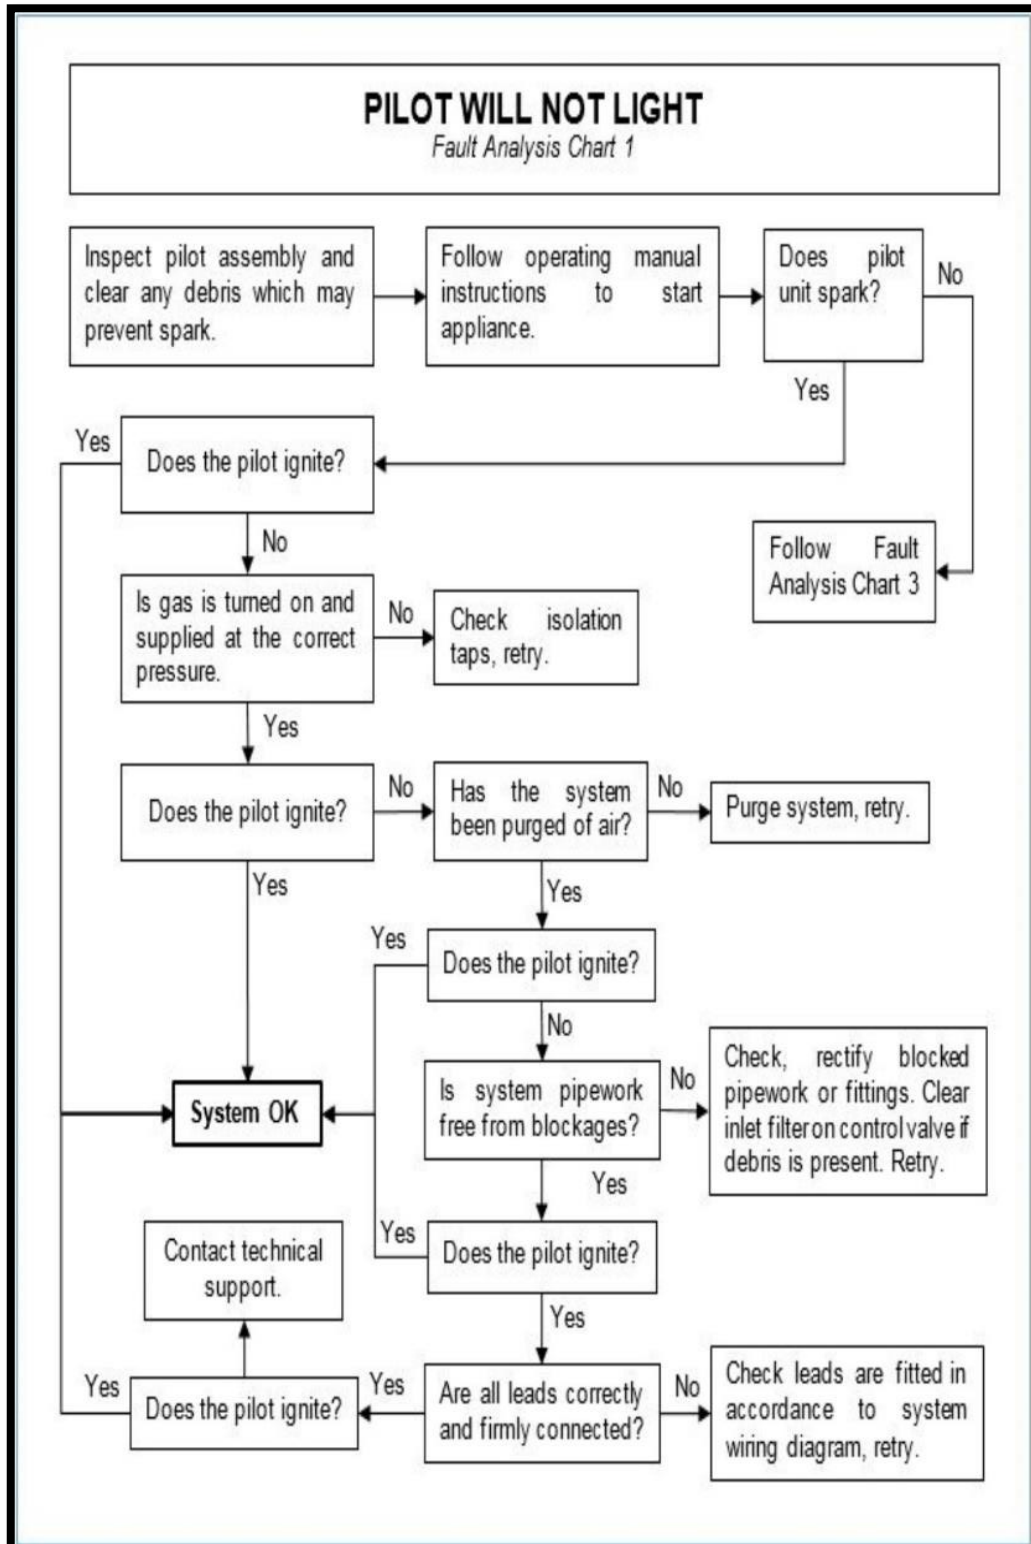 PILOT WILL NOT LIGHT
Fault Analysis Chart 1
Inspect pilot assembly and
clear any debris which may
prevent spark.
Follow operating manual
instructions to start
appliance.
Does pilot
unit spark?
No
Yes
Yes
Does the pilot ignite?
No
Follow Fault
Analysis Chart 3
Is gas is turned on and
supplied at the correct
pressure.
No
Check isolation
taps, retry.
Yes
Does the pilot ignite?
No
Has the system
been purged of air?
No
Purge system, retry.
Yes
Yes
Yes
Does the pilot ignite?
No
System OK
Is system pipework
free from blockages?
No
Check, rectify blocked
pipework or fittings. Clear
inlet filter on control valve if
debris is present. Retry.
Yes
Yes
Does the pilot ignite?
Contact technical
support.
Yes
Yes
Does the pilot ignite?
Yes
Are all leads correctly
and firmly connected?
No
Check leads are fitted in
accordance to system
wiring diagram, retry.